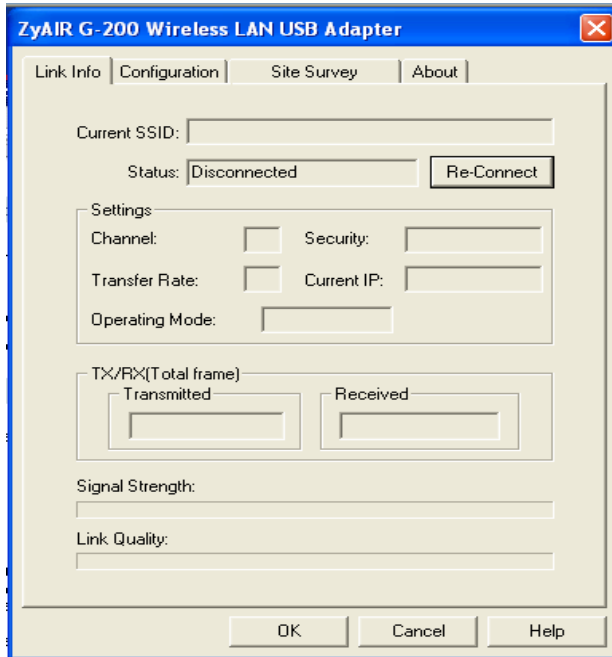 ZyAIR G-200 Wireless LAN USB Adapter
Link Info Configuration Site Survey About
Current SSID:
Status: Disconnected Re-Connect
Settings
Channel: Security:
Transfer Rate: Current IP:
Operating Mode:
TX/RX(Total frame)
Transmitted Received
Signal Strength:
Link Quality:
OK Cancel Help